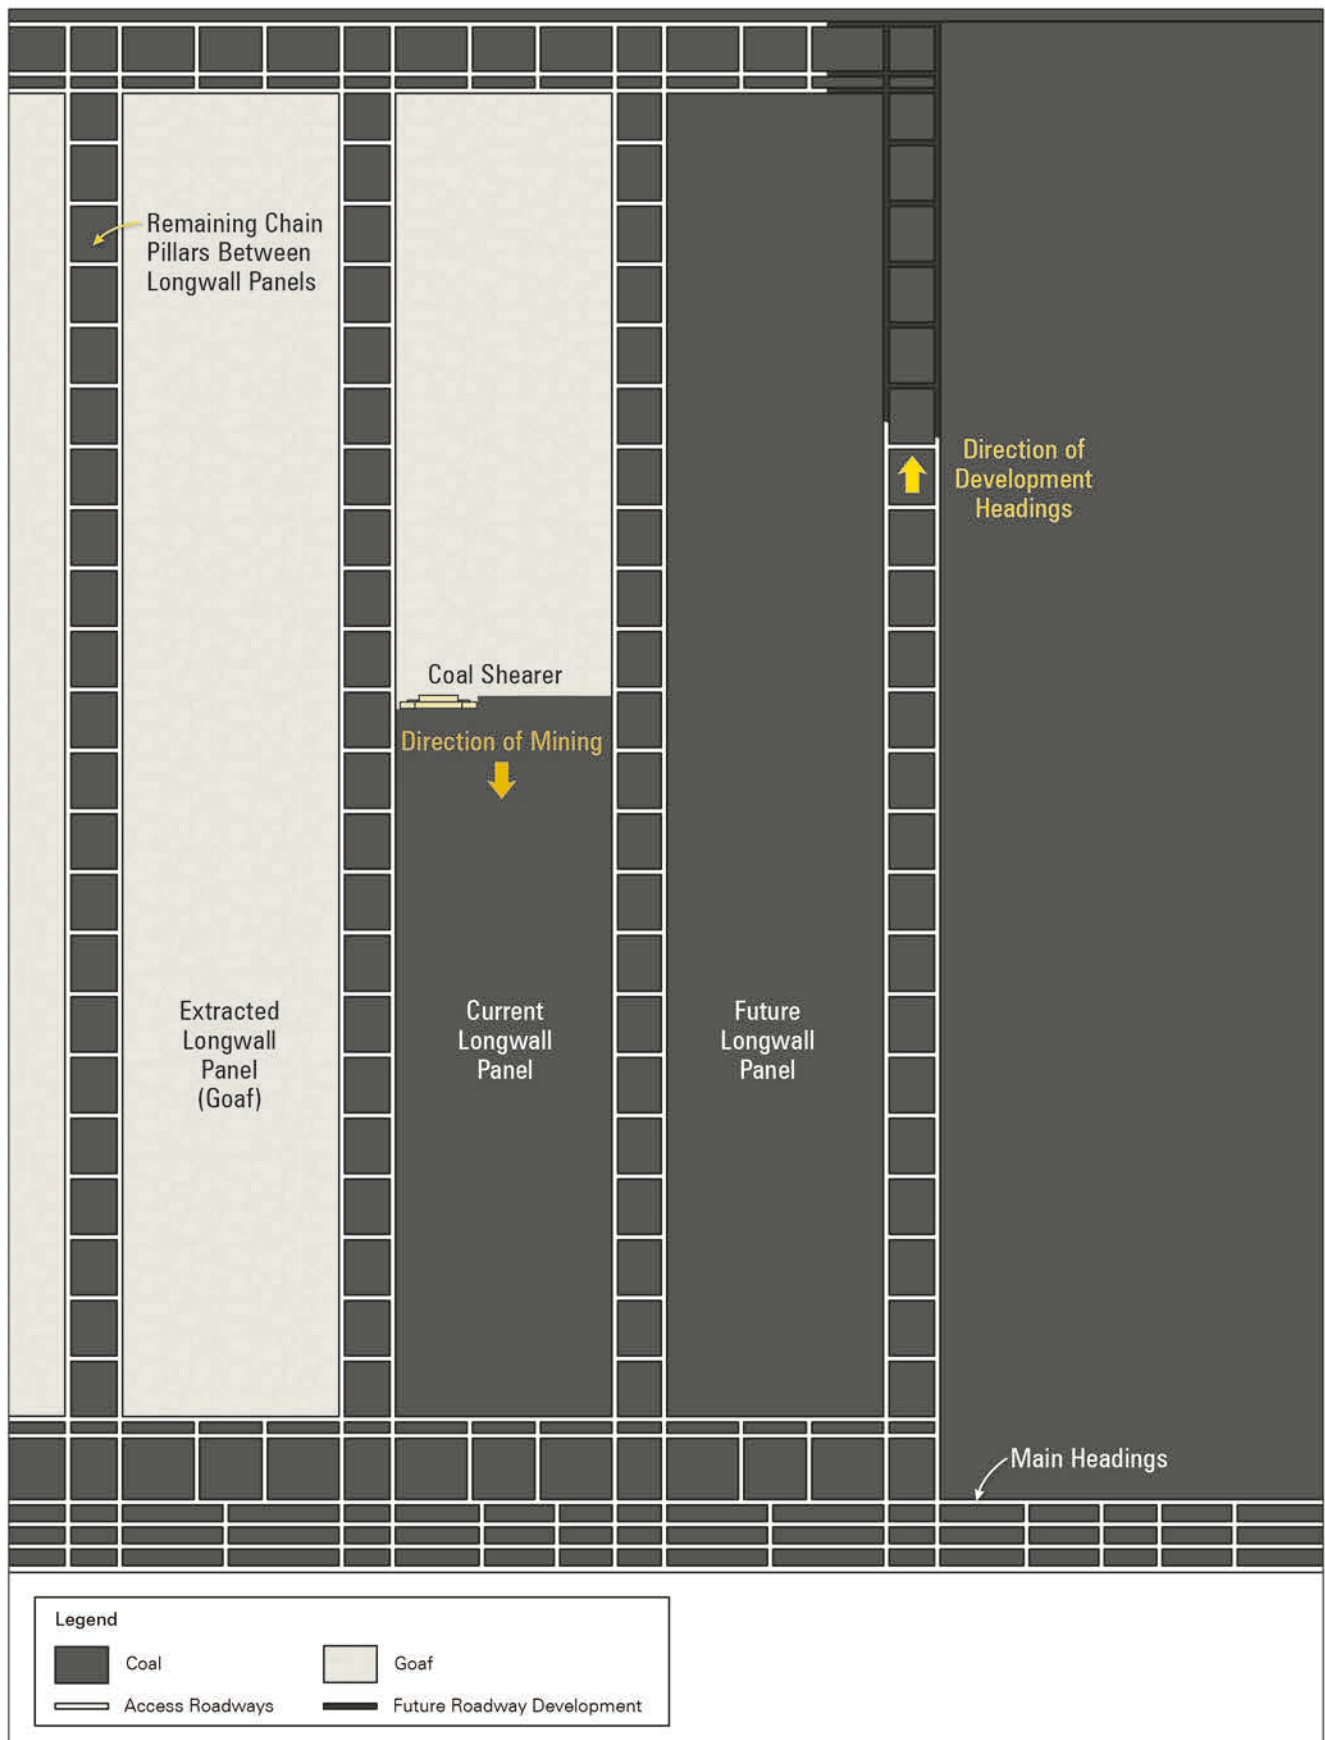 Remaining Chain
Pillars Between
Longwall Panels
Direction of
Development
Headings
Coal Shearer
Direction of Mining
Extracted
Longwall
Panel
(Goaf)
Current
Longwall
Panel
Future
Longwall
Panel
Main Headings
Legend
Coal
Goaf
Access Roadways
Future Roadway Development